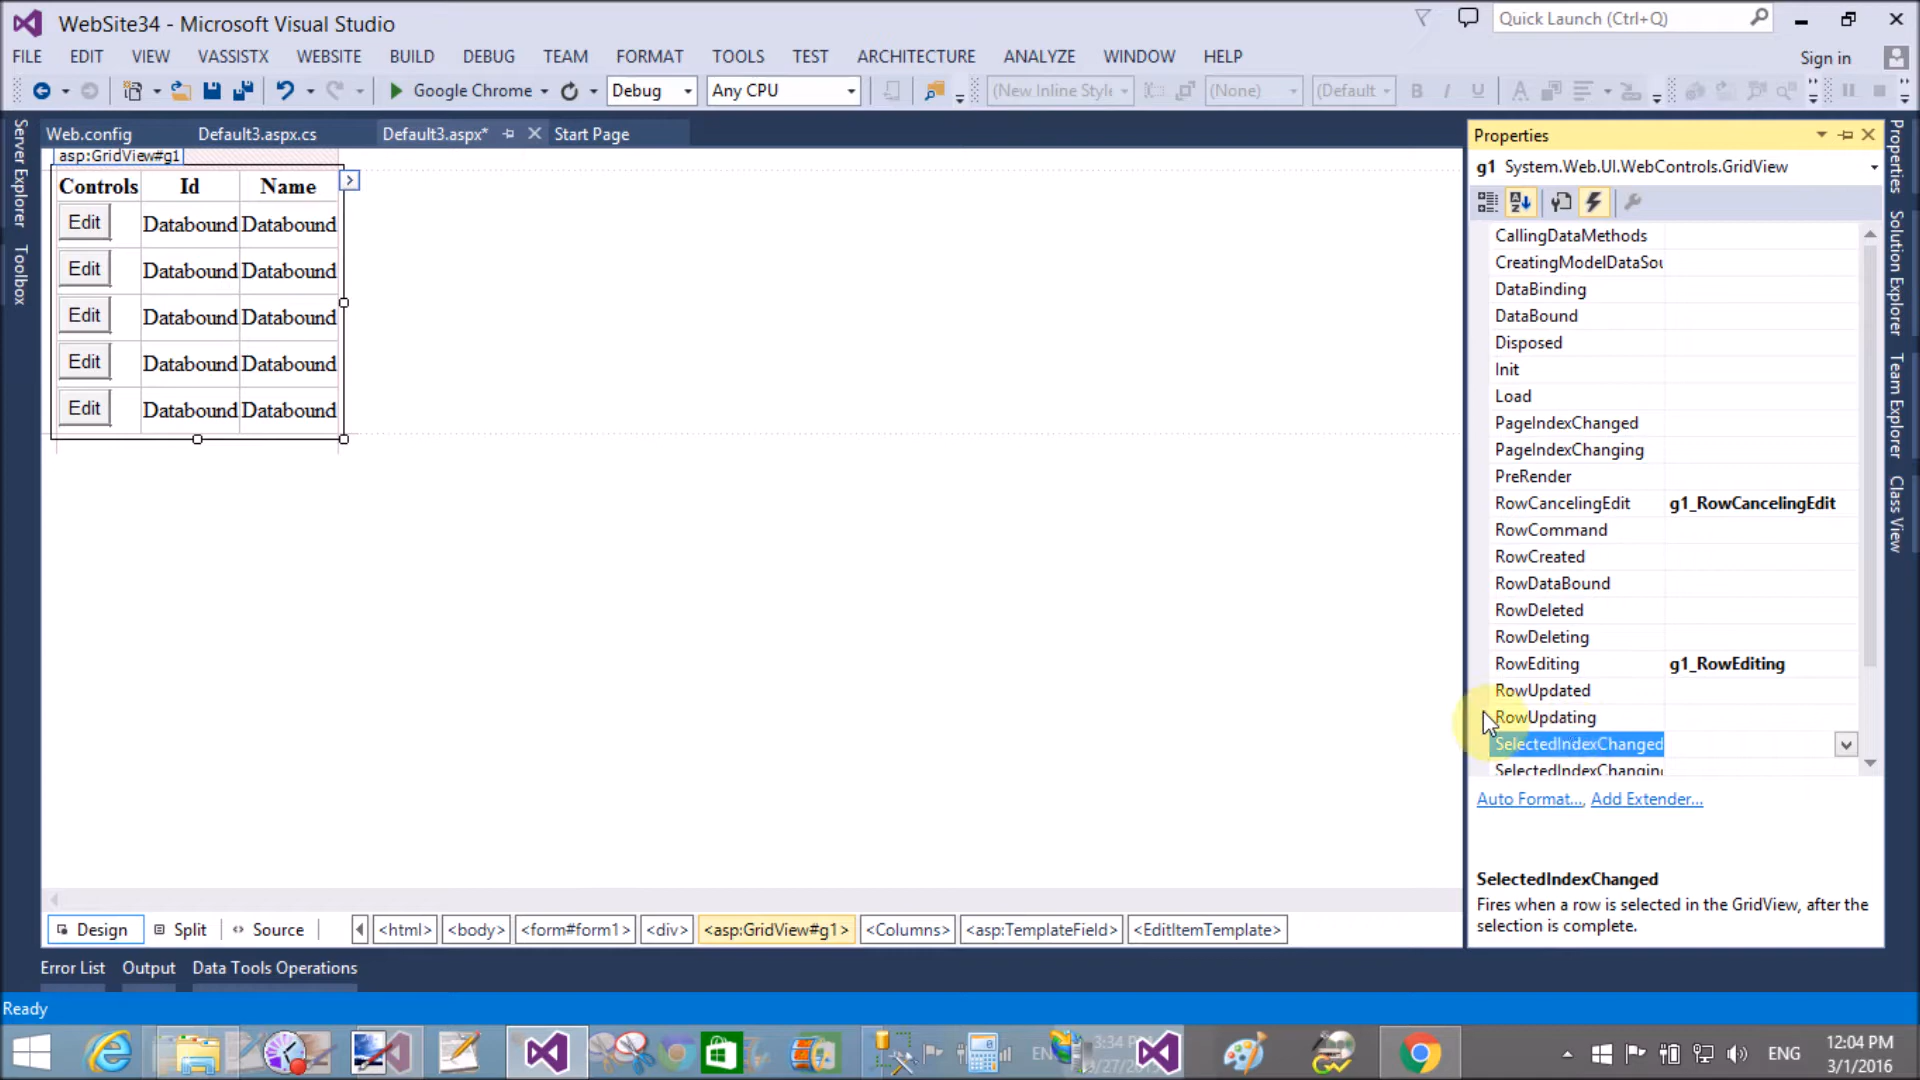 WebSite34 - Microsoft Visual Studio
Quick Launch (Ctrl+Q)
FILE EDIT VIEW VASSISTX WEBSITE BUILD DEBUG TEAM FORMAT TOOLS TEST ARCHITECTURE ANALYZE WINDOW HELP
Sign in
Google Chrome Debug Any CPU (New Inline Style (None) (Default B I U A
Web.config Default3.aspx.cs Default3.aspx* Start Page
Server Explorer
Toolbox
asp:GridView#g1
Controls Id Name
Edit Databound Databound
Edit Databound Databound
Edit Databound Databound
Edit Databound Databound
Edit Databound Databound
Properties
g1 System.Web.UI.WebControls.GridView
CallingDataMethods
CreatingModelDataSou
DataBinding
DataBound
Disposed
Init
Load
PageIndexChanged
PageIndexChanging
PreRender
RowCancelingEdit g1_RowCancelingEdit
RowCommand
RowCreated
RowDataBound
RowDeleted
RowDeleting
RowEditing g1_RowEditing
RowUpdated
RowUpdating
SelectedIndexChanged
SelectedIndexChanging
Auto Format..., Add Extender...
SelectedIndexChanged
Fires when a row is selected in the GridView, after the
selection is complete.
Properties
Solution Explorer
Team Explorer
Class View
Design Split Source <html> <body> <form#form1> <div> <asp:GridView#g1> <Columns> <asp:TemplateField> <EditItemTemplate>
Error List Output Data Tools Operations
Ready
ENG
12:04 PM
3/1/2016